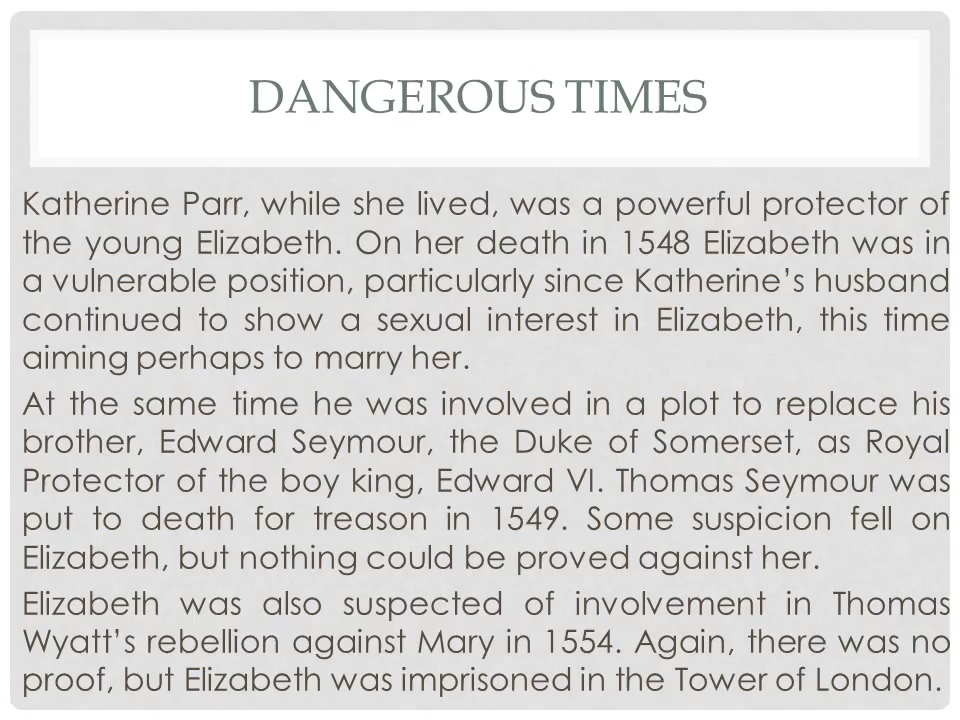 DANGEROUS TIMES
Katherine Parr, while she lived, was a powerful protector of
the young Elizabeth. On her death in 1548 Elizabeth was in
a vulnerable position, particularly since Katherine’s husband
continued to show a sexual interest in Elizabeth, this time
aiming perhaps to marry her.
At the same time he was involved in a plot to replace his
brother, Edward Seymour, the Duke of Somerset, as Royal
Protector of the boy king, Edward VI. Thomas Seymour was
put to death for treason in 1549. Some suspicion fell on
Elizabeth, but nothing could be proved against her.
Elizabeth was also suspected of involvement in Thomas
Wyatt’s rebellion against Mary in 1554. Again, there was no
proof, but Elizabeth was imprisoned in the Tower of London.